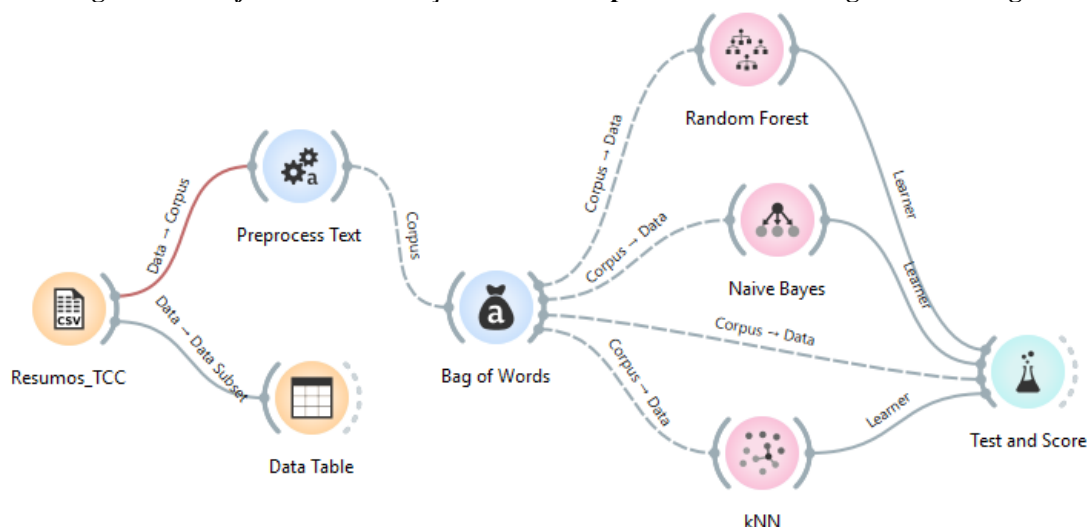 Random Forest
Corpus → Data
Learner
Data → Corpus
Preprocess Text
Corpus
Corpus → Data
Naive Bayes
Learner
CSV
Resumos_TCC
Data → Data Subset
a
a
Bag of Words
Corpus → Data
Corpus → Data
Data Table
Learner
Test and Score
kNN